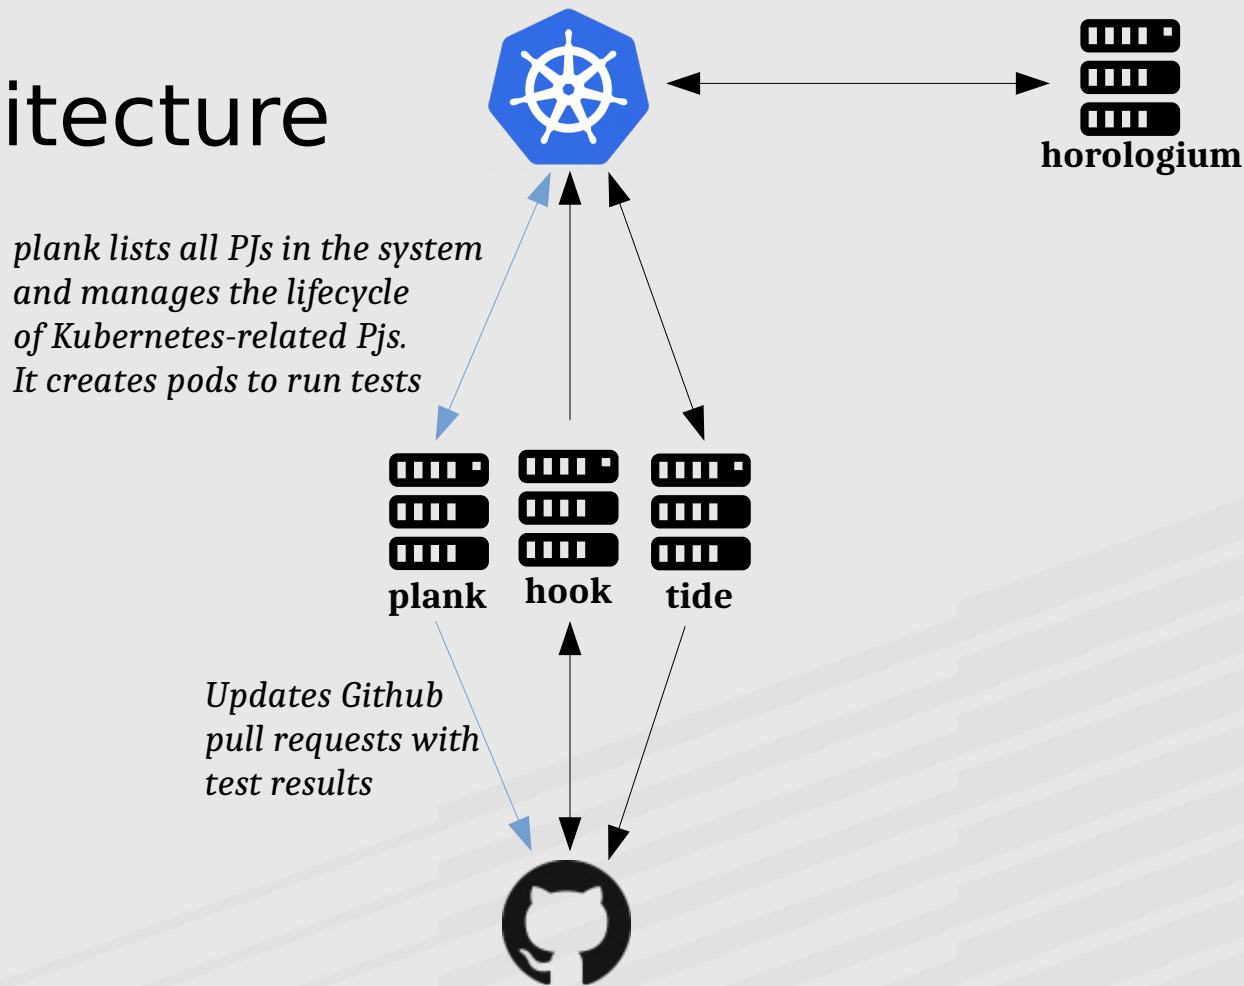 itecture
horologium
plank lists all PJs in the system
and manages the lifecycle
of Kubernetes-related Pjs.
It creates pods to run tests
plank
hook
tide
Updates Github
pull requests with
test results